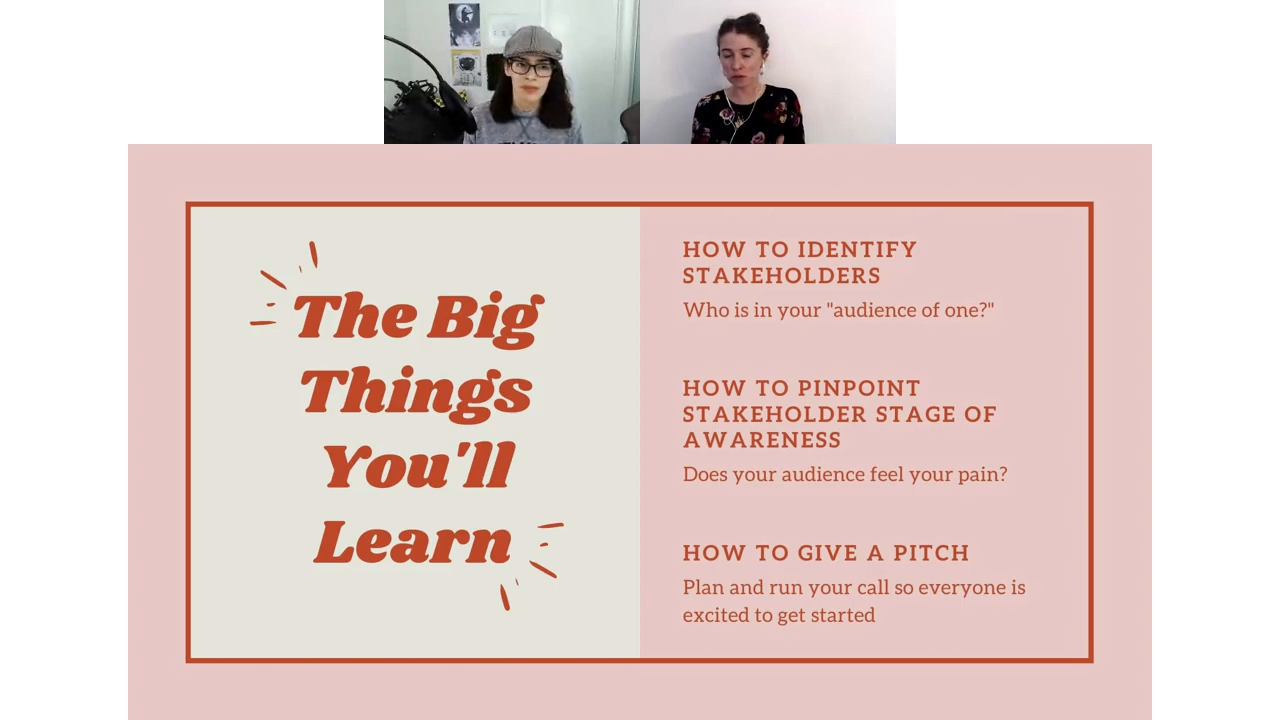 The Big
Things
You'll
Learn
HOW TO IDENTIFY
STAKEHOLDERS
Who is in your "audience of one?"
HOW TO PINPOINT
STAKEHOLDER STAGE OF
AWARENESS
Does your audience feel your pain?
HOW TO GIVE A PITCH
Plan and run your call so everyone is
excited to get started